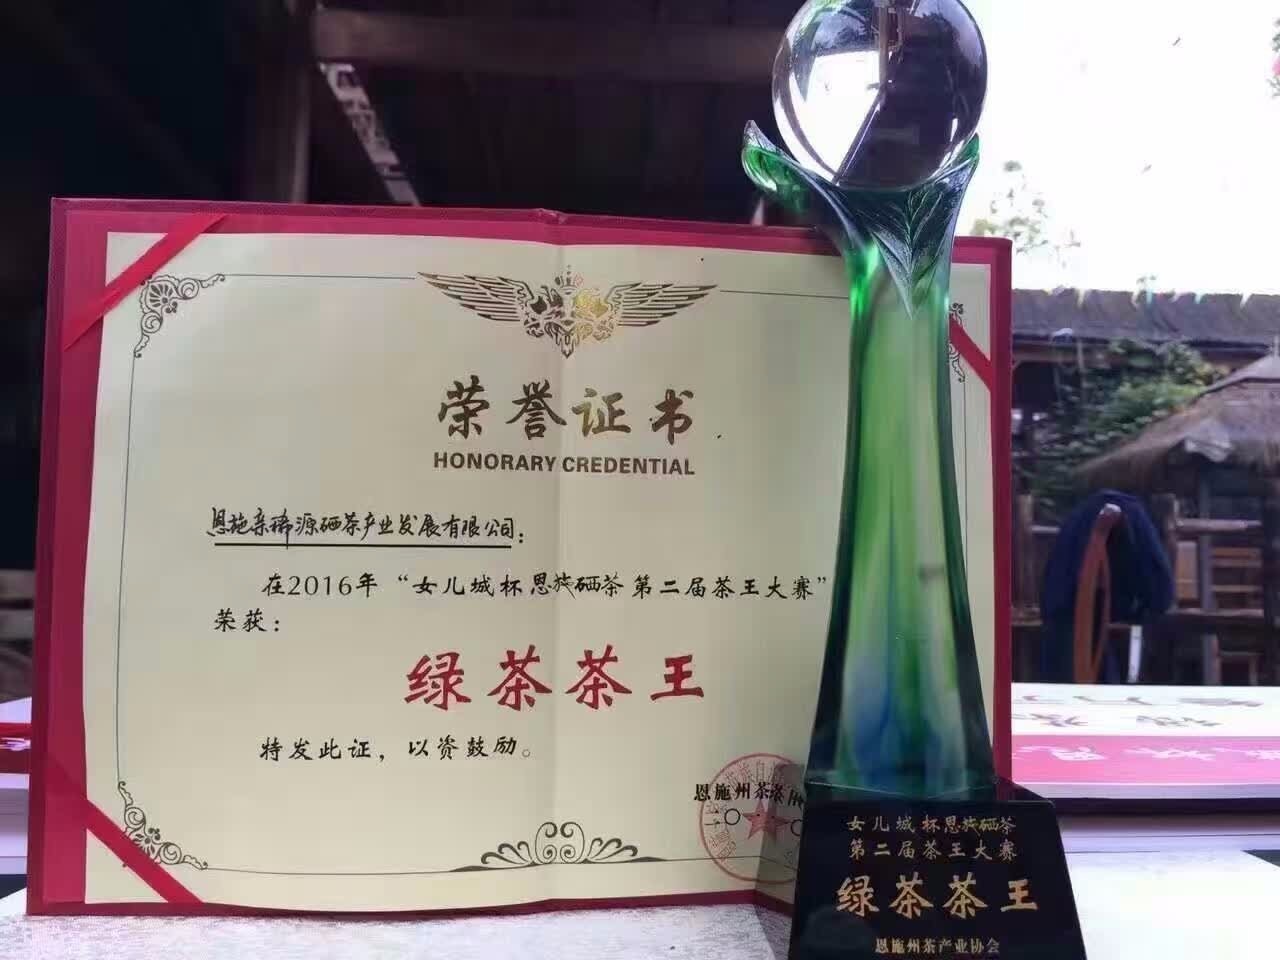 荣誉证书
HONORARY CREDENTIAL
恩施亲稀源硒茶产业发展有限公司：
在2016年“女儿城杯恩施硒茶第二届茶王大赛”
荣获：
绿茶茶王
特发此证，以资鼓励。
恩施州茶
二〇
女儿城杯恩施硒茶
第二届茶王大赛
绿茶茶王
恩施州茶产业协会